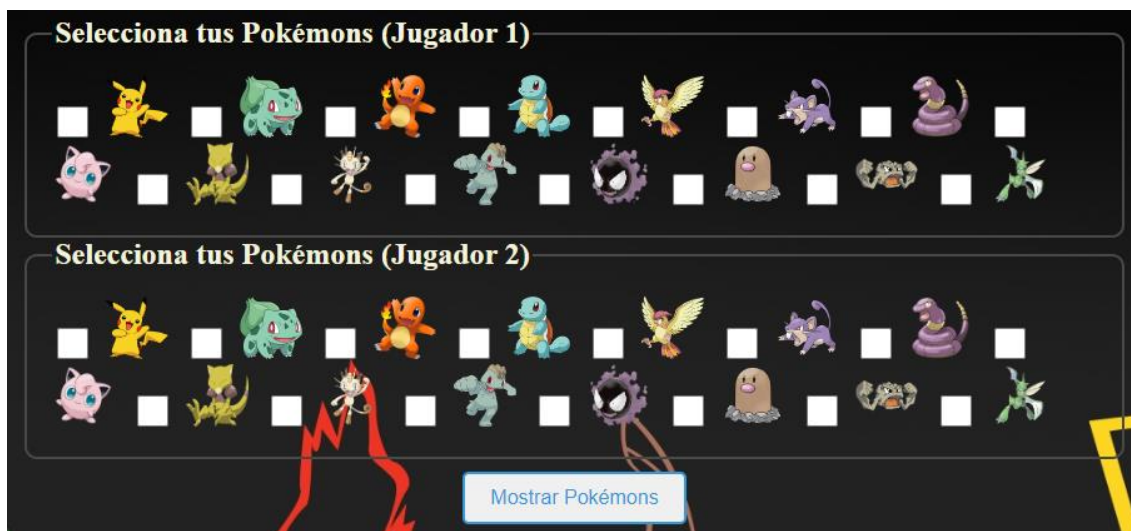 Selecciona tus Pokémons (Jugador 1)
Selecciona tus Pokémons (Jugador 2)
Mostrar Pokémons